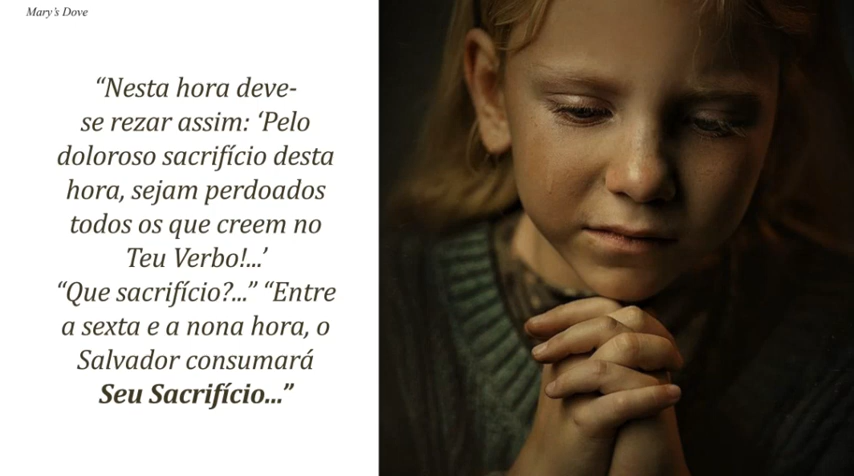 Mary's Dove
“Nesta hora deve-
se rezar assim: ‘Pelo
doloroso sacrifício desta
hora, sejam perdoados
todos os que creem no
Teu Verbo!...’
“Que sacrifício?...” “Entre
a sexta e a nona hora, o
Salvador consumará
Seu Sacrifício...”